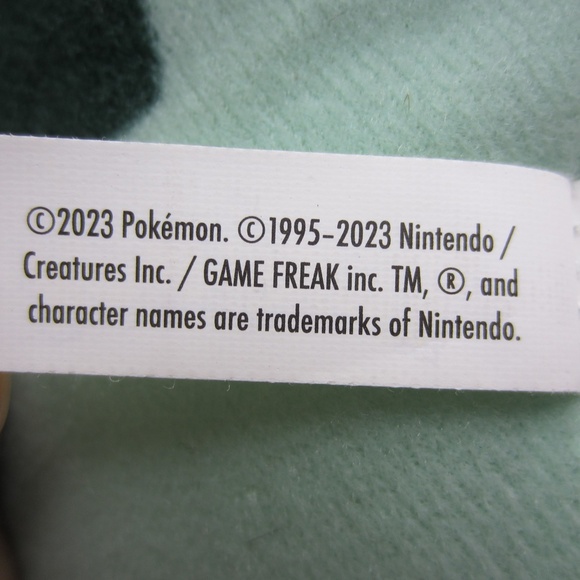 ©2023 Pokémon. ©1995–2023 Nintendo /
Creatures Inc. / GAME FREAK inc. TM, ®, and
character names are trademarks of Nintendo.